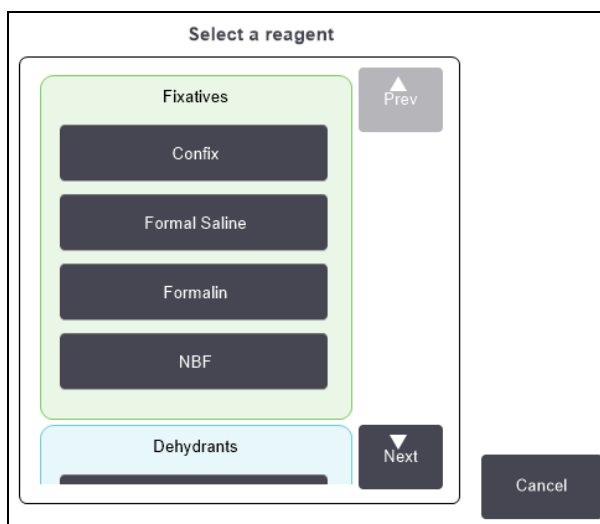 Select a reagent
Fixatives
Prev
Confix
Formal Saline
Formalin
NBF
Dehydrants
Next
Cancel